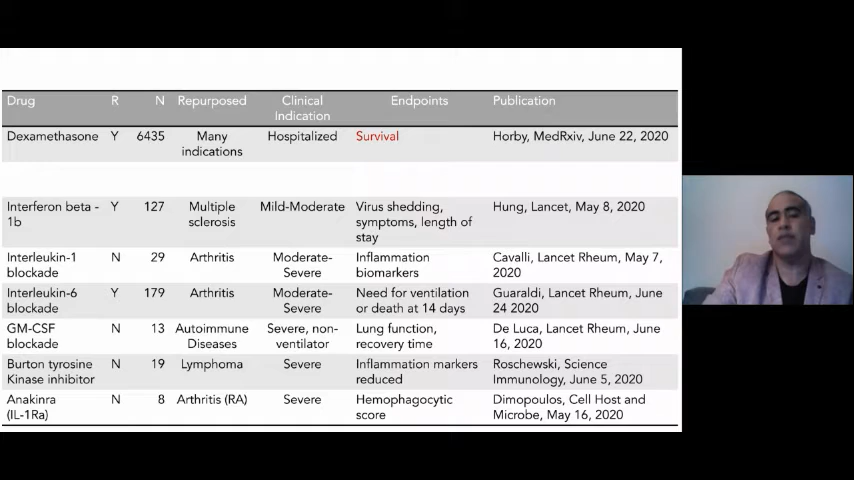 Drug R N Repurposed Clinical Indication Endpoints Publication
Dexamethasone Y 6435 Many indications Hospitalized Survival Horby, MedRxiv, June 22, 2020
Interferon beta - 1b Y 127 Multiple sclerosis Mild-Moderate Virus shedding, symptoms, length of stay Hung, Lancet, May 8, 2020
Interleukin-1 blockade N 29 Arthritis Moderate-Severe Inflammation biomarkers Cavalli, Lancet Rheum, May 7, 2020
Interleukin-6 blockade Y 179 Arthritis Moderate-Severe Need for ventilation or death at 14 days Guaraldi, Lancet Rheum, June 24 2020
GM-CSF blockade N 13 Autoimmune Diseases Severe, non-ventilator Lung function, recovery time De Luca, Lancet Rheum, June 16, 2020
Burton tyrosine Kinase inhibitor N 19 Lymphoma Severe Inflammation markers reduced Roschewski, Science Immunology, June 5, 2020
Anakinra (IL-1Ra) N 8 Arthritis (RA) Severe Hemophagocytic score Dimopoulos, Cell Host and Microbe, May 16, 2020